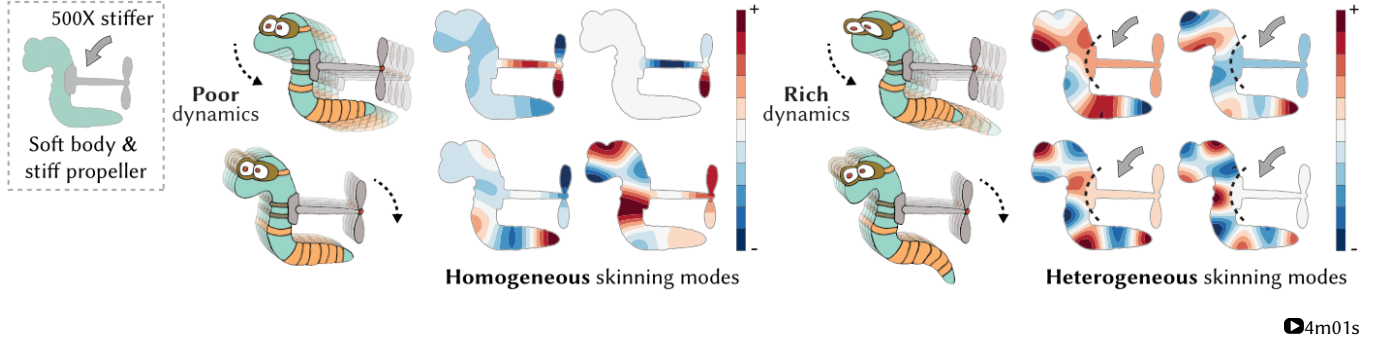 500X stiffer
Soft body &
stiff propeller
Poor
dynamics
+
-
Homogeneous skinning modes
Rich
dynamics
+
-
Heterogeneous skinning modes
4m01s